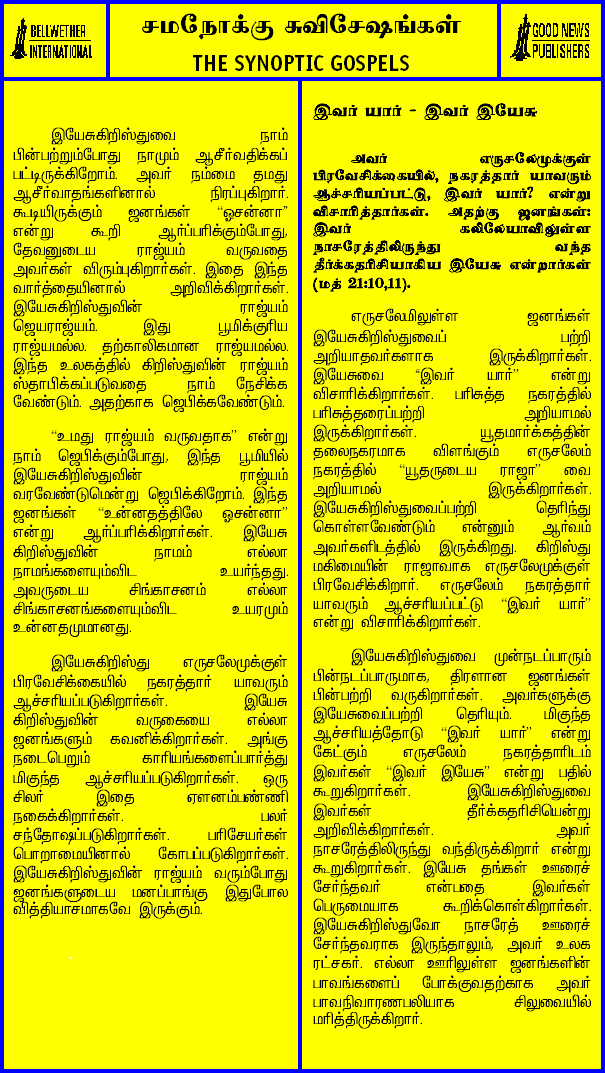 BELLWETHER
INTERNATIONAL
சமநோக்கு சுவிசேஷங்கள்
THE SYNOPTIC GOSPELS
GOOD NEWS
PUBLISHERS
இயேசுகிறிஸ்துவை நாம்
பின்பற்றும்போது நாமும் ஆசீர்வதிக்கப்
பட்டிருக்கிறோம். அவர் நம்மை தமது
ஆசீர்வாதங்களினால் நிரப்புகிறார்.
கூடியிருக்கும் ஜனங்கள் “ஓசன்னா”
என்று கூறி ஆர்ப்பரிக்கும்போது,
தேவனுடைய ராஜ்யம் வருவதை
அவர்கள் விரும்புகிறார்கள். இதை இந்த
வார்த்தையினால் அறிவிக்கிறார்கள்.
இயேசுகிறிஸ்துவின் ராஜ்யம்
ஜெயராஜ்யம். இது பூமிக்குரிய
ராஜ்யமல்ல. தற்காலிகமான ராஜ்யமல்ல.
இந்த உலகத்தில் கிறிஸ்துவின் ராஜ்யம்
ஸ்தாபிக்கப்படுவதை நாம் நேசிக்க
வேண்டும். அதற்காக ஜெபிக்கவேண்டும்.
“உமது ராஜ்யம் வருவதாக” என்று
நாம் ஜெபிக்கும்போது, இந்த பூமியில்
இயேசுகிறிஸ்துவின் ராஜ்யம்
வரவேண்டுமென்று ஜெபிக்கிறோம். இந்த
ஜனங்கள் “உன்னதத்திலே ஓசன்னா”
என்று ஆர்ப்பரிக்கிறார்கள். இயேசு
கிறிஸ்துவின் நாமம் எல்லா
நாமங்களையும்விட உயர்ந்தது.
அவருடைய சிங்காசனம் எல்லா
சிங்காசனங்களையும்விட உயரமும்
உன்னதமுமானது.
இயேசுகிறிஸ்து எருசலேமுக்குள்
பிரவேசிக்கையில் நகரத்தார் யாவரும்
ஆச்சரியப்படுகிறார்கள். இயேசு
கிறிஸ்துவின் வருகையை எல்லா
ஜனங்களும் கவனிக்கிறார்கள். அங்கு
நடைபெறும் காரியங்களைப்பார்த்து
மிகுந்த ஆச்சரியப்படுகிறார்கள். ஒரு
சிலர் இதை ஏளனம்பண்ணி
நகைக்கிறார்கள். பலர்
சந்தோஷப்படுகிறார்கள். பரிசேயர்கள்
பொறாமையினால் கோபப்படுகிறார்கள்.
இயேசுகிறிஸ்துவின் ராஜ்யம் வரும்போது
ஜனங்களுடைய மனப்பாங்கு இதுபோல
வித்தியாசமாகவே இருக்கும்.
இவர் யார் - இவர் இயேசு
அவர் எருசலேமுக்குள்
பிரவேசிக்கையில், நகரத்தார் யாவரும்
ஆச்சரியப்பட்டு, இவர் யார்? என்று
விசாரித்தார்கள். அதற்கு ஜனங்கள்:
இவர் கலிலேயாவிலுள்ள
நாசரேத்திலிருந்து வந்த
தீர்க்கதரிசியாகிய இயேசு என்றார்கள்
(மத் 21:10,11).
எருசலேமிலுள்ள ஜனங்கள்
இயேசுகிறிஸ்துவைப் பற்றி
அறியாதவர்களாக இருக்கிறார்கள்.
இயேசுவை “இவர் யார்” என்று
விசாரிக்கிறார்கள். பரிசுத்த நகரத்தில்
பரிசுத்தரைப்பற்றி அறியாமல்
இருக்கிறார்கள். யூதமார்க்கத்தின்
தலைநகரமாக விளங்கும் எருசலேம்
நகரத்தில் “யூதருடைய ராஜா” வை
அறியாமல் இருக்கிறார்கள்.
இயேசுகிறிஸ்துவைப்பற்றி தெரிந்து
கொள்ளவேண்டும் என்னும் ஆர்வம்
அவர்களிடத்தில் இருக்கிறது. கிறிஸ்து
மகிமையின் ராஜாவாக எருசலேமுக்குள்
பிரவேசிக்கிறார். எருசலேம் நகரத்தார்
யாவரும் ஆச்சரியப்பட்டு “இவர் யார்”
என்று விசாரிக்கிறார்கள்.
இயேசுகிறிஸ்துவை முன்நடப்பாரும்
பின்நடப்பாருமாக, திரளான ஜனங்கள்
பின்பற்றி வருகிறார்கள். அவர்களுக்கு
இயேசுவைப்பற்றி தெரியும். மிகுந்த
ஆச்சரியத்தோடு “இவர் யார்” என்று
கேட்கும் எருசலேம் நகரத்தாரிடம்
இவர்கள் “இவர் இயேசு” என்று பதில்
கூறுகிறார்கள். இயேசுகிறிஸ்துவை
இவர்கள் தீர்க்கதரிசியென்று
அறிவிக்கிறார்கள். அவர்
நாசரேத்திலிருந்து வந்திருக்கிறார் என்று
கூறுகிறார்கள். இயேசு தங்கள் ஊரைச்
சேர்ந்தவர் என்பதை இவர்கள்
பெருமையாக கூறிக்கொள்கிறார்கள்.
இயேசுகிறிஸ்துவோ நாசரேத் ஊரைச்
சேர்ந்தவராக இருந்தாலும், அவர் உலக
ரட்சகர். எல்லா ஊரிலுள்ள ஜனங்களின்
பாவங்களைப் போக்குவதற்காக அவர்
பாவநிவாரணபலியாக சிலுவையில்
மரித்திருக்கிறார்.